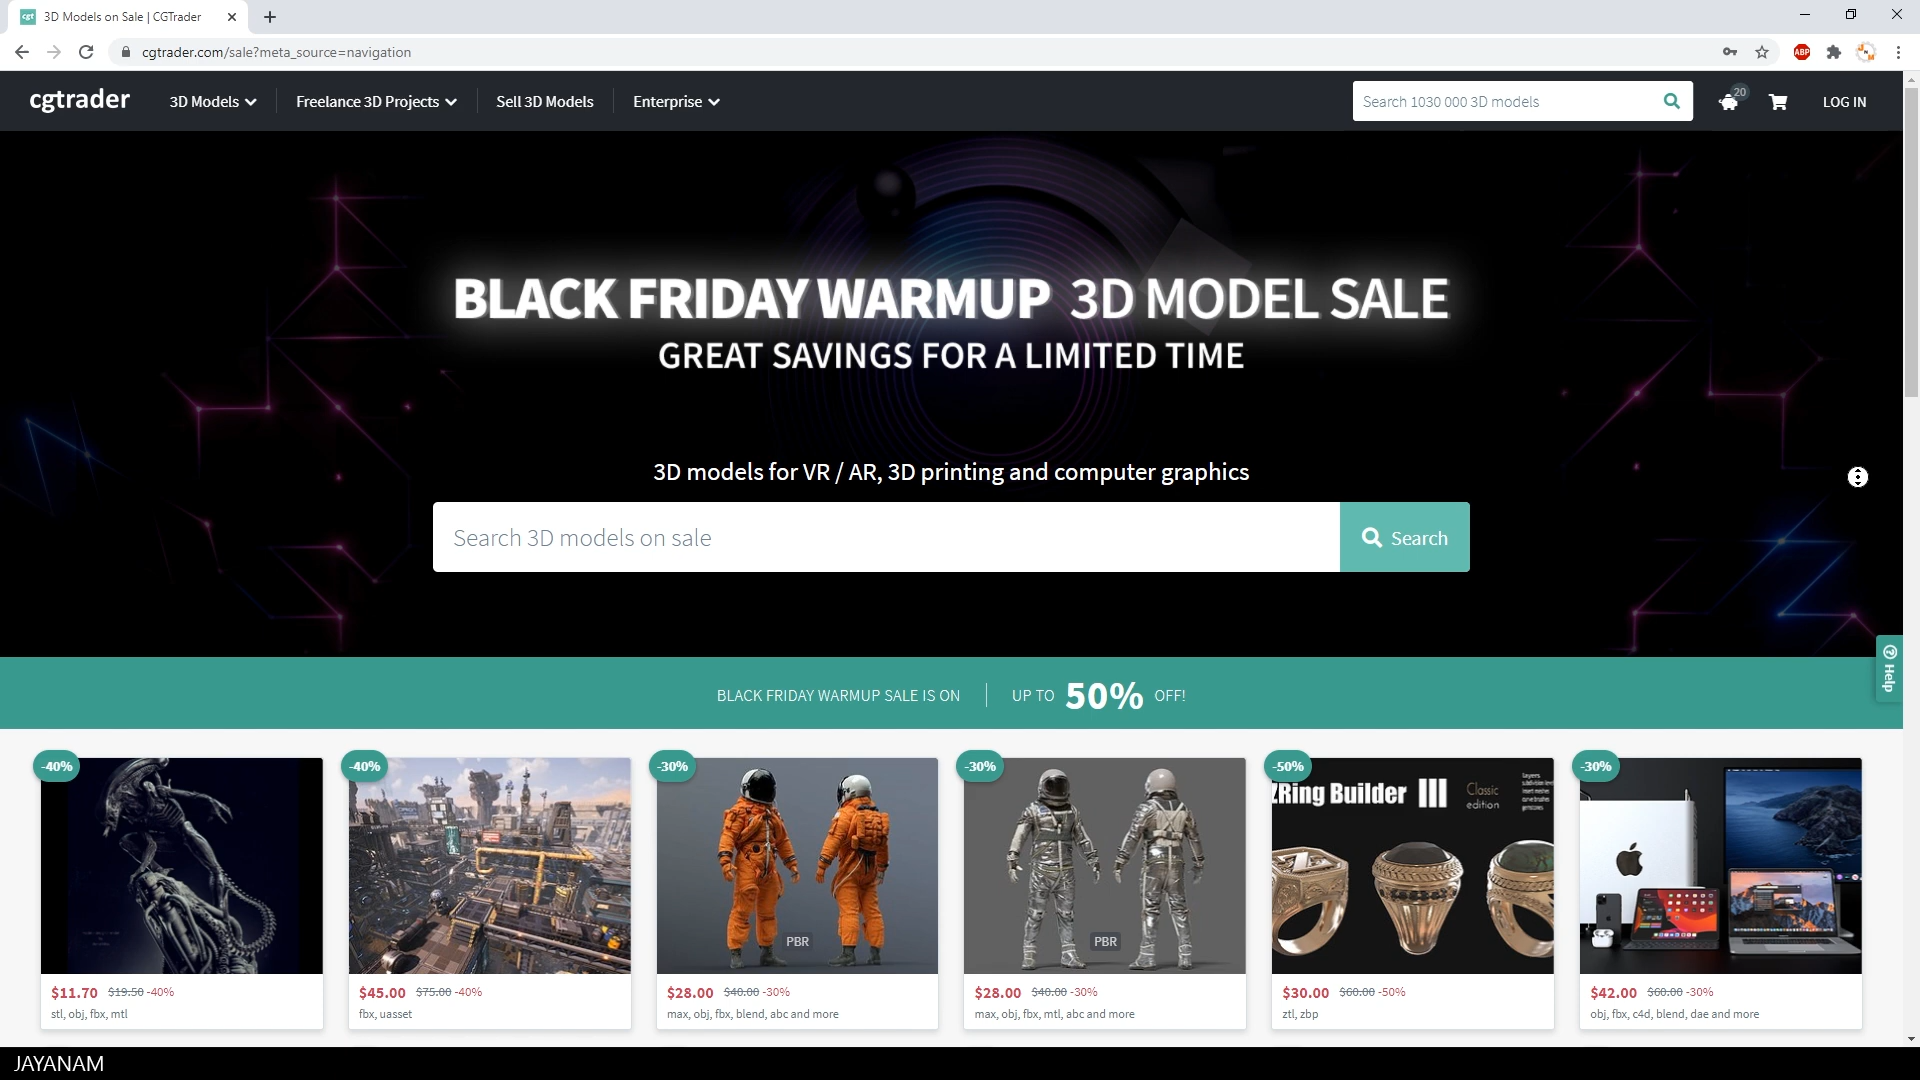 3D Models on Sale | CGTrader
cgtrader.com/sale?meta_source=navigation
ABP
cgtrader
3D Models
Freelance 3D Projects
Sell 3D Models
Enterprise
Search 1030 000 3D models
20
LOG IN
BLACK FRIDAY WARMUP 3D MODEL SALE
GREAT SAVINGS FOR A LIMITED TIME
3D models for VR / AR, 3D printing and computer graphics
Search 3D models on sale
Search
Help
BLACK FRIDAY WARMUP SALE IS ON
UP TO 50% OFF!
-40%
-40%
-30%
-30%
-50%
-30%
ZRing Builder III Classic edition
PBR
PBR
$11.70 $19.50 -40%
stl, obj, fbx, mtl
$45.00 $75.00 -40%
fbx, uasset
$28.00 $40.00 -30%
max, obj, fbx, blend, abc and more
$28.00 $40.00 -30%
max, obj, fbx, mtl, abc and more
$30.00 $60.00 -50%
ztl, zbp
$42.00 $60.00 -30%
obj, fbx, c4d, blend, dae and more
JAYANAM